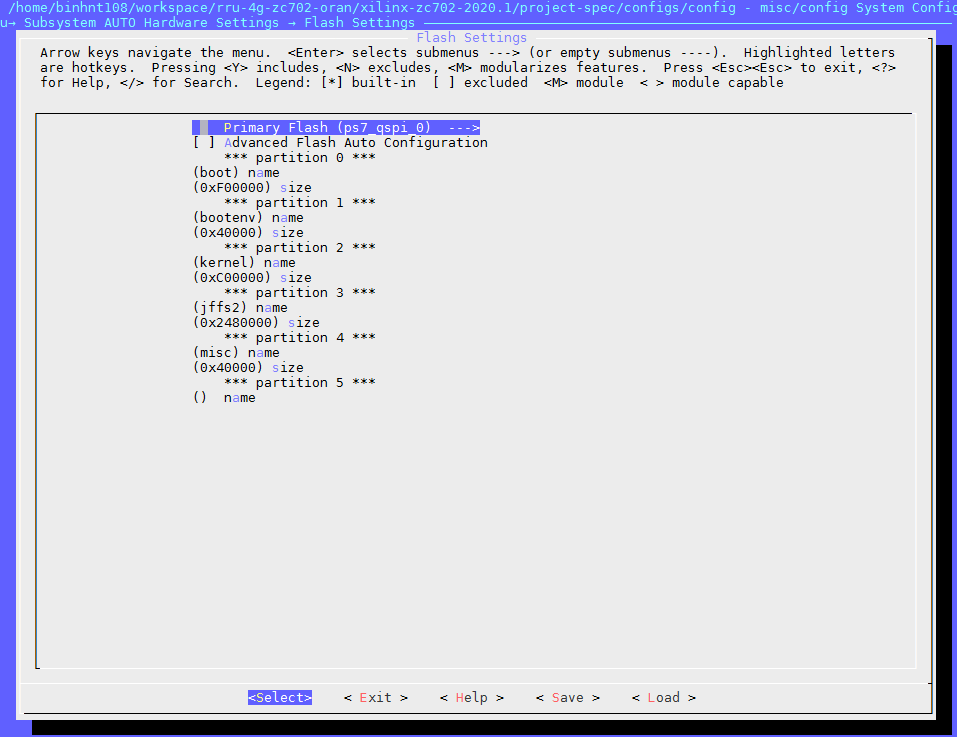 /home/binhnt108/workspace/rru-4g-zc702-oran/xilinx-zc702-2020.1/project-spec/configs/config - misc/config System Config
u→ Subsystem AUTO Hardware Settings → Flash Settings
Flash Settings
Arrow keys navigate the menu.  <Enter> selects submenus ---> (or empty submenus ----).  Highlighted letters
are hotkeys.  Pressing <Y> includes, <N> excludes, <M> modularizes features.  Press <Esc><Esc> to exit, <?>
for Help, </> for Search.  Legend: [*] built-in  [ ] excluded  <M> module  < > module capable
Primary Flash (ps7_qspi_0)  --->
[ ] Advanced Flash Auto Configuration
*** partition 0 ***
(boot) name
(0xF00000) size
*** partition 1 ***
(bootenv) name
(0x40000) size
*** partition 2 ***
(kernel) name
(0xC00000) size
*** partition 3 ***
(jffs2) name
(0x2480000) size
*** partition 4 ***
(misc) name
(0x40000) size
*** partition 5 ***
()  name
<Select>    < Exit >    < Help >    < Save >    < Load >